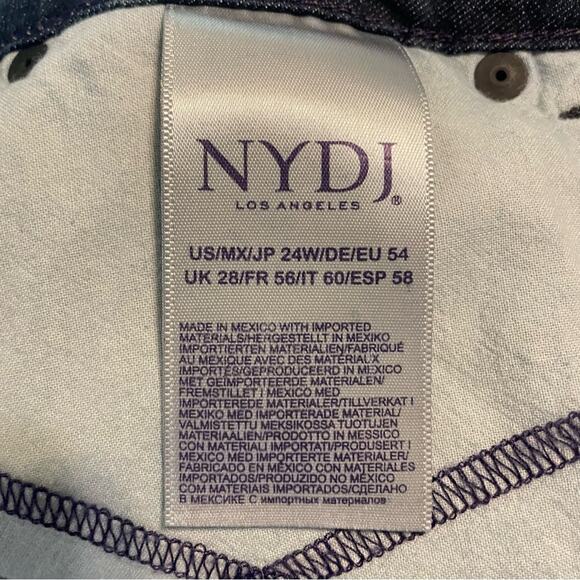 NYDJ®
LOS ANGELES
US/MX/JP 24W/DE/EU 54
UK 28/FR 56/IT 60/ESP 58
MADE IN MEXICO WITH IMPORTED
MATERIALS/HERGESTELLT IN MEXIKO
IMPORTIERTEN MATERIALIEN/FABRIQUÉ
AU MEXIQUE AVEC DES MATÉRIAUX
IMPORTÉS/GEPRODUCEERD IN MEXICO
MET GEÏMPORTEERDE MATERIALEN/
FREMSTILLET I MEXICO MED
IMPORTEREDE MATERIALER/TILLVERKAT I
MEXIKO MED IMPORTERADE MATERIAL/
VALMISTETTU MEKSIKOSSA TUOTUJEN
MATERIAALIEN/PRODOTTO IN MESSICO
CON MATERIALI IMPORTATI/PRODUSERT I
MEXICO MED IMPORTERTE MATERIALER/
FABRICADO EN MÉXICO CON MATERIALES
IMPORTADOS/PRODUZIDO NO MÉXICO
COM MATERIAIS IMPORTADOS/СДЕЛАНО
В МЕКСИКЕ С импортных материалов